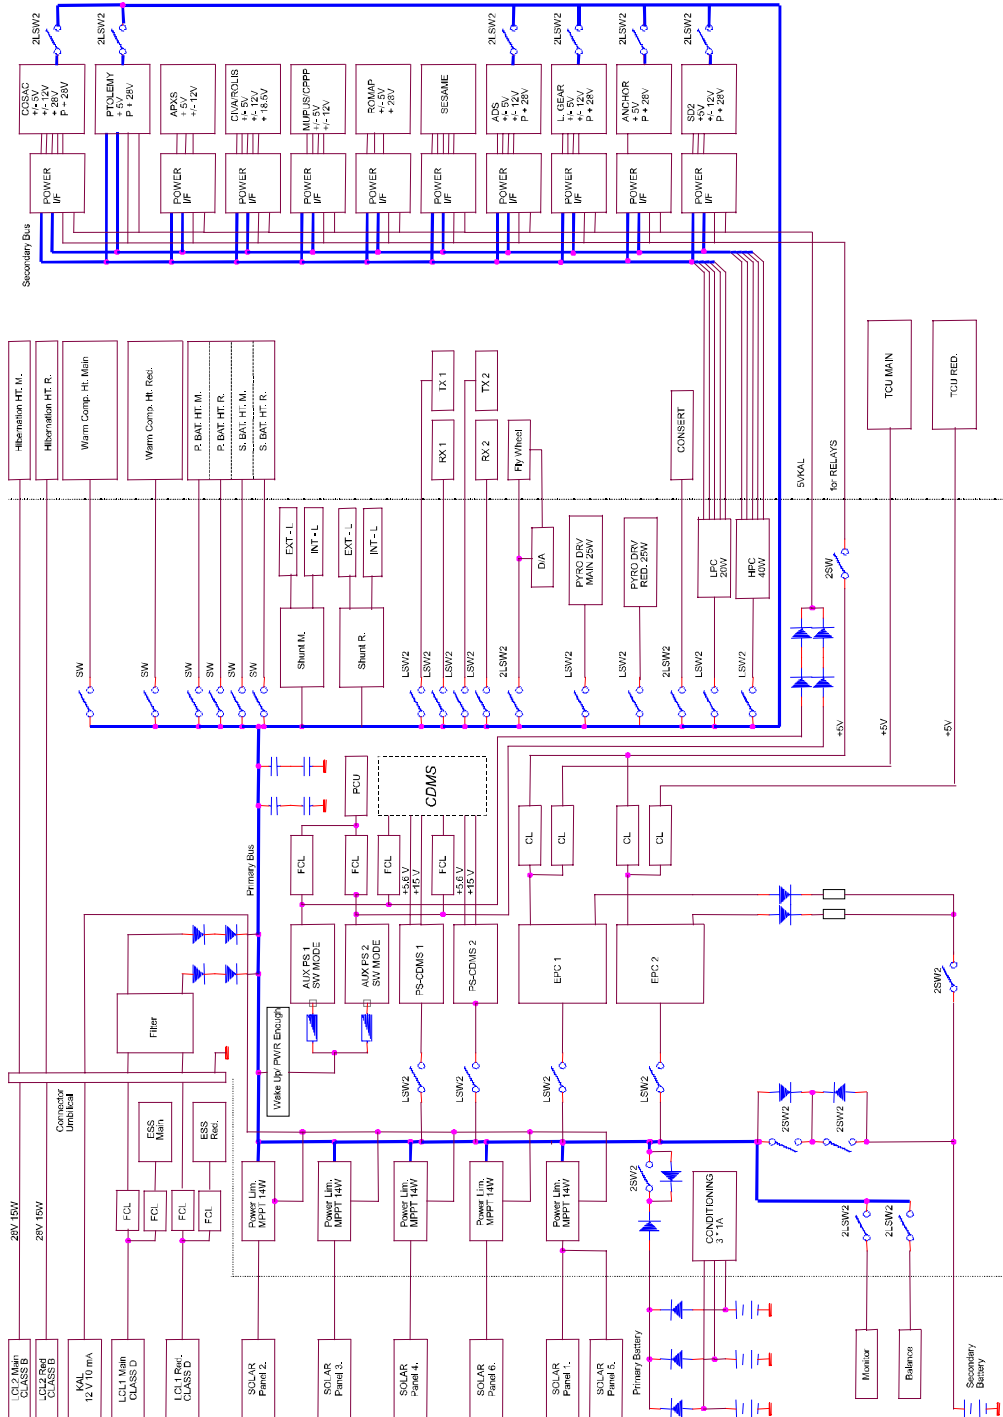 2LSW2
2LSW2
2LSW2
2LSW2
2LSW2
2LSW2
COSAC
+/- 5V
+/- 12V
+ 28V
P + 28V
PTOLEMY
+ 5V
P + 28V
APXS
+ 5V
+/- 12V
CIVA/ROLIS
+/- 5V
+/- 12V
+ 18.5V
MUPUS/CPPP
+/- 5V
+/- 12V
ROMAP
+/- 5V
+ 28V
SESAME
ADS
+/- 5V
+/- 12V
P + 28V
L. GEAR
+/- 5V
+/- 12V
P + 28V
ANCHOR
+ 5V
P + 28V
SD2
+5V
+/- 12V
P + 28V
POWER
I/F
POWER
I/F
POWER
I/F
POWER
I/F
POWER
I/F
POWER
I/F
POWER
I/F
POWER
I/F
POWER
I/F
POWER
I/F
Secondary Bus
Hibernation HT. M.
Hibernation HT. R.
Warm Comp. Ht. Main
Warm Comp. Ht. Red.
P. BAT. HT. M.
P. BAT. HT. R.
S. BAT. HT. M.
S. BAT. HT. R.
TX 1
TX 2
RX 1
RX 2
Fly Wheel
CONSERT
TCU MAIN
TCU RED.
5V/KAL
for RELAYS
EXT - L
INT - L
EXT - L
INT - L
D/A
PYRO DRV
MAIN 25W
PYRO DRV
RED. 25W
LPC
20W
HPC
40W
2SW
Shunt M.
Shunt R.
SW
SW
SW
SW
SW
SW
LSW2
LSW2
LSW2
LSW2
2LSW2
LSW2
LSW2
2LSW2
LSW2
LSW2
+5V
+5V
+5V
Primary Bus
PCU
CDMS
FCL
FCL
FCL
FCL
+5.6 V
+15 V
+5.6 V
+15 V
CL
CL
CL
CL
AUX PS 1
SW MODE
AUX PS 2
SW MODE
PS-CDMS 1
PS-CDMS 2
EPC 1
EPC 2
2SW2
Filter
Wake Up/ PWR Enough
LSW2
LSW2
LSW2
LSW2
Connector
Umbilical
ESS
Main
ESS
Red.
FCL
FCL
FCL
FCL
28V 15W
28V 15W
Power Lim.
MPPT 14W
Power Lim.
MPPT 14W
Power Lim.
MPPT 14W
Power Lim.
MPPT 14W
Power Lim.
MPPT 14W
2SW2
2SW2
2SW2
CONDITIONING
3 * 1A
2LSW2
2LSW2
LCL2 Main
CLASS B
LCL2 Red
CLASS B
KAL
12 V 10 mA
LCL1 Main
CLASS D
LCL1 Red.
CLASS D
SOLAR
Panel 2.
SOLAR
Panel 3.
SOLAR
Panel 4.
SOLAR
Panel 6.
SOLAR
Panel 1.
SOLAR
Panel 5.
Primary Battery
Monitor
Balance
Secondary
Battery